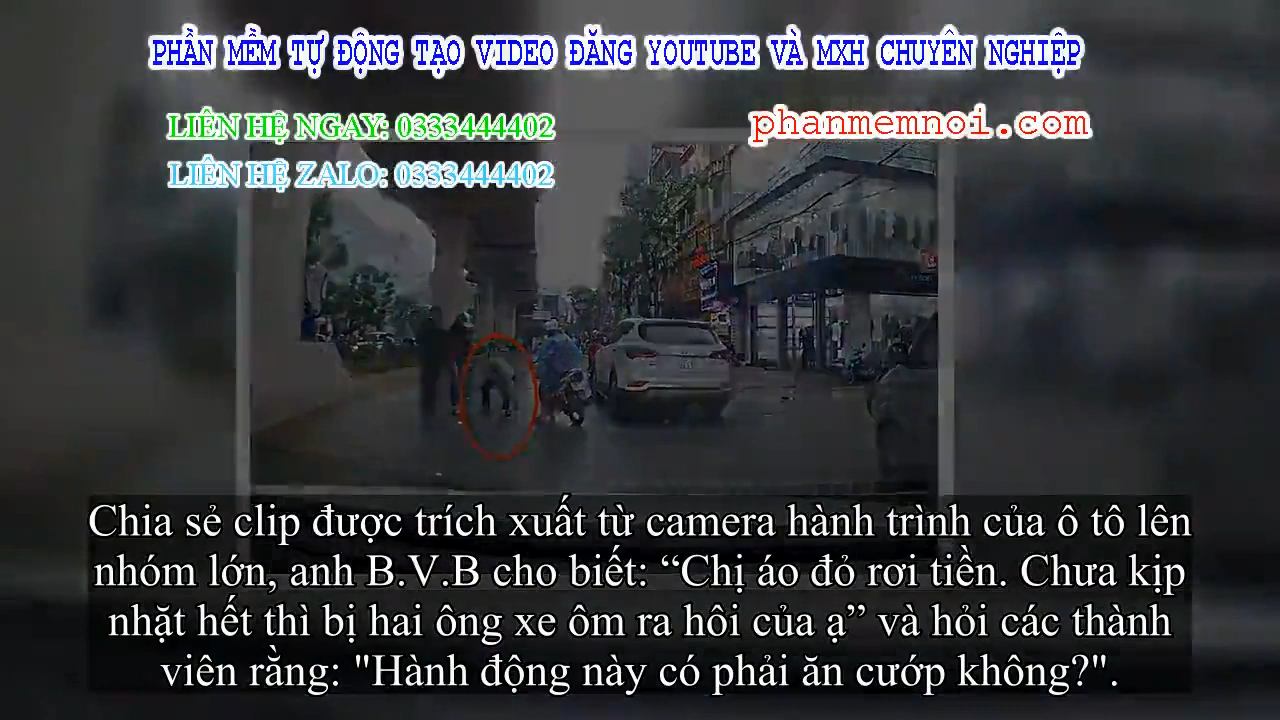 PHẦN MỀM TỰ ĐỘNG TẠO VIDEO ĐĂNG YOUTUBE VÀ MXH CHUYÊN NGHIỆP
LIÊN HỆ NGAY: 0333444402
phanmemnoi.com
LIÊN HỆ ZALO: 0333444402
Chia sẻ clip được trích xuất từ camera hành trình của ô tô lên
nhóm lớn, anh B.V.B cho biết: “Chị áo đỏ rơi tiền. Chưa kịp
nhặt hết thì bị hai ông xe ôm ra hôi của ạ” và hỏi các thành
viên rằng: "Hành động này có phải ăn cướp không?".